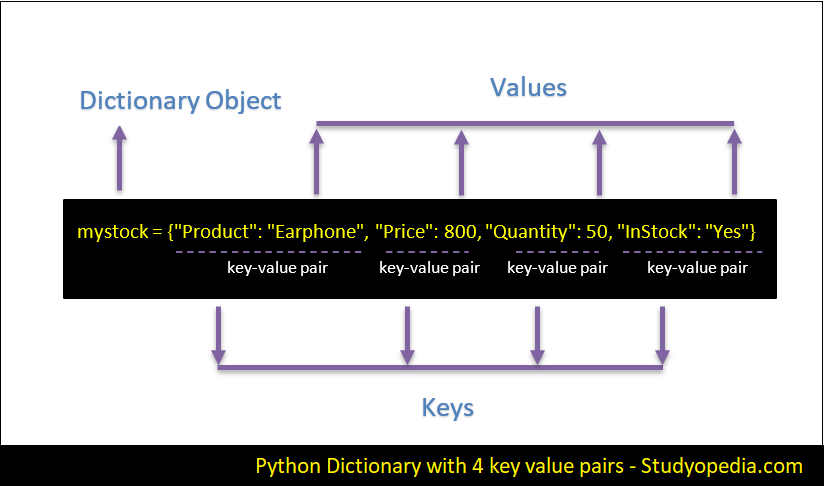 Values
Dictionary Object
mystock = {"Product": "Earphone", "Price": 800, "Quantity": 50, "InStock": "Yes"}
key-value pair key-value pair key-value pair key-value pair
Keys
Python Dictionary with 4 key value pairs - Studyopedia.com